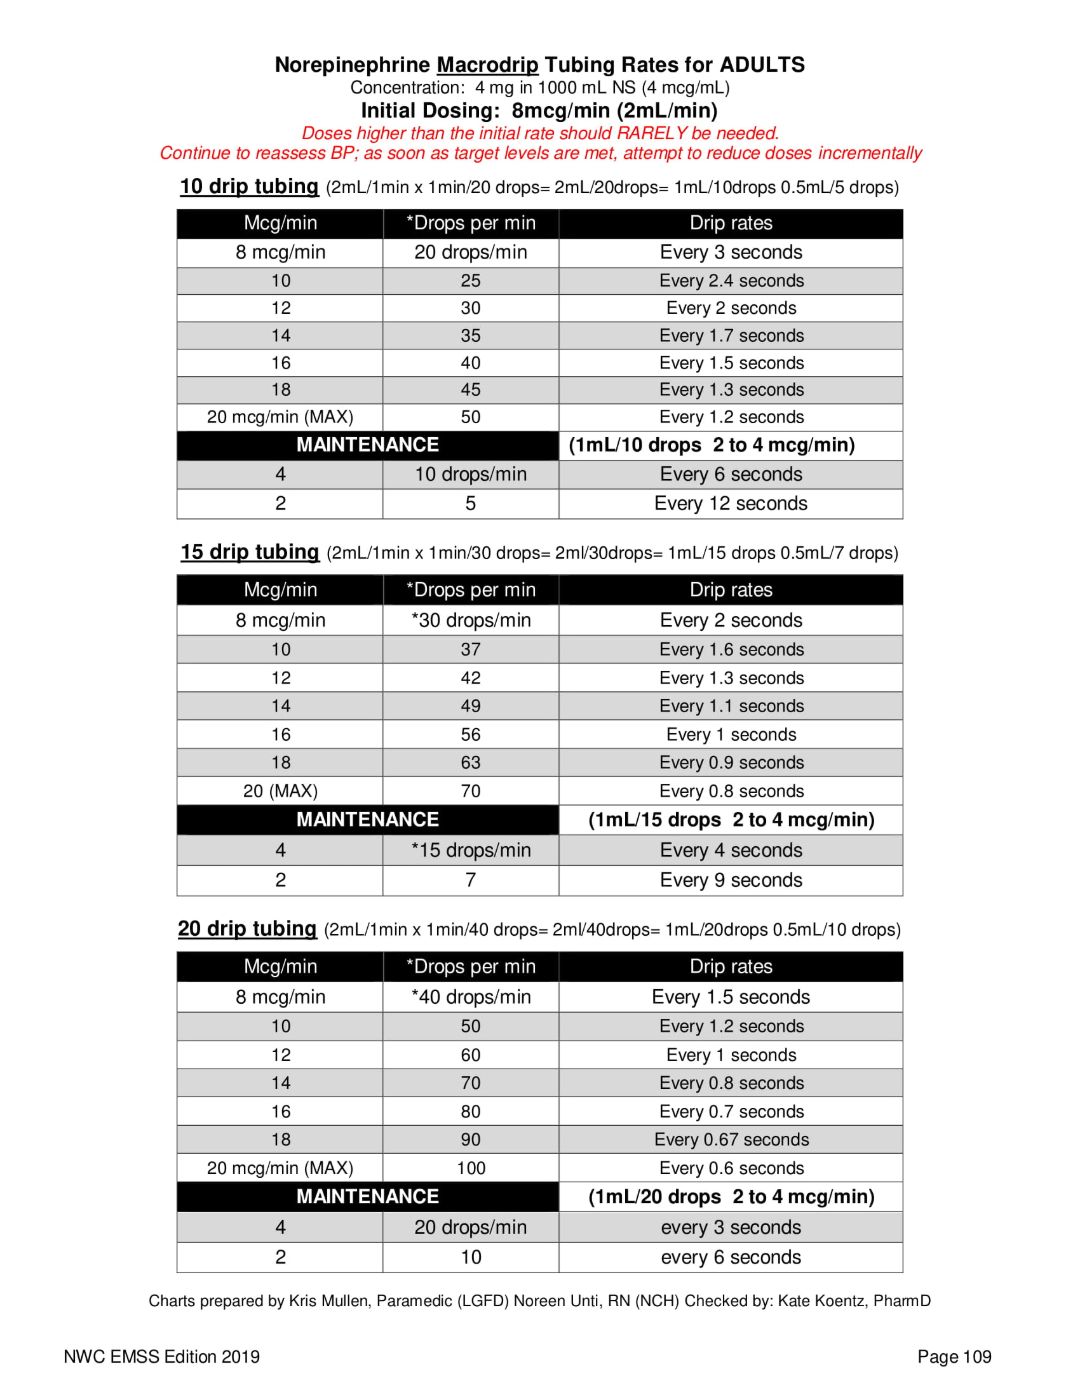 Norepinephrine Macrodrip Tubing Rates for ADULTS
Concentration: 4 mg in 1000 mL NS (4 mcg/mL)
Initial Dosing: 8mcg/min (2mL/min)
Doses higher than the initial rate should RARELY be needed.
Continue to reassess BP; as soon as target levels are met, attempt to reduce doses incrementally
10 drip tubing (2mL/1min x 1min/20 drops= 2mL/20drops= 1mL/10drops 0.5mL/5 drops)
Mcg/min *Drops per min Drip rates
8 mcg/min 20 drops/min Every 3 seconds
10 25 Every 2.4 seconds
12 30 Every 2 seconds
14 35 Every 1.7 seconds
16 40 Every 1.5 seconds
18 45 Every 1.3 seconds
20 mcg/min (MAX) 50 Every 1.2 seconds
MAINTENANCE (1mL/10 drops 2 to 4 mcg/min)
4 10 drops/min Every 6 seconds
2 5 Every 12 seconds
15 drip tubing (2mL/1min x 1min/30 drops= 2ml/30drops= 1mL/15 drops 0.5mL/7 drops)
Mcg/min *Drops per min Drip rates
8 mcg/min *30 drops/min Every 2 seconds
10 37 Every 1.6 seconds
12 42 Every 1.3 seconds
14 49 Every 1.1 seconds
16 56 Every 1 seconds
18 63 Every 0.9 seconds
20 (MAX) 70 Every 0.8 seconds
MAINTENANCE (1mL/15 drops 2 to 4 mcg/min)
4 *15 drops/min Every 4 seconds
2 7 Every 9 seconds
20 drip tubing (2mL/1min x 1min/40 drops= 2ml/40drops= 1mL/20drops 0.5mL/10 drops)
Mcg/min *Drops per min Drip rates
8 mcg/min *40 drops/min Every 1.5 seconds
10 50 Every 1.2 seconds
12 60 Every 1 seconds
14 70 Every 0.8 seconds
16 80 Every 0.7 seconds
18 90 Every 0.67 seconds
20 mcg/min (MAX) 100 Every 0.6 seconds
MAINTENANCE (1mL/20 drops 2 to 4 mcg/min)
4 20 drops/min every 3 seconds
2 10 every 6 seconds
Charts prepared by Kris Mullen, Paramedic (LGFD) Noreen Unti, RN (NCH) Checked by: Kate Koentz, PharmD
NWC EMSS Edition 2019 Page 109